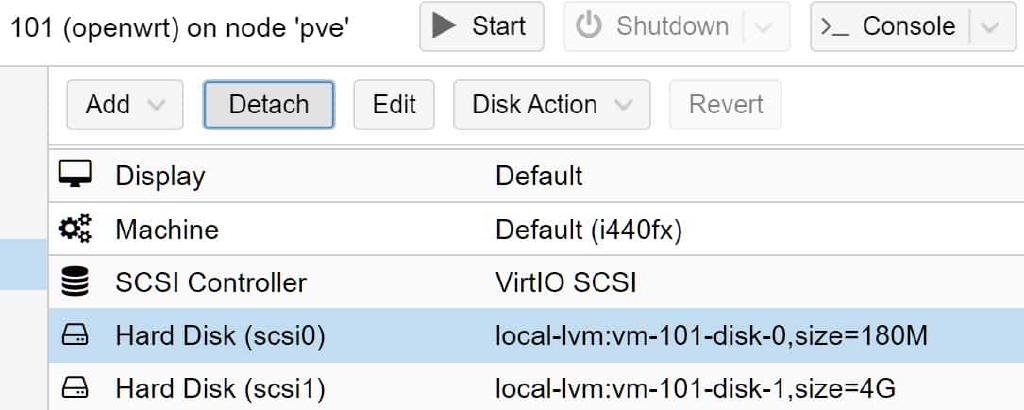 101 (openwrt) on node 'pve' Start Shutdown >_ Console
Add Detach Edit Disk Action Revert
Display Default
Machine Default (i440fx)
SCSI Controller VirtIO SCSI
Hard Disk (scsi0) local-lvm:vm-101-disk-0,size=180M
Hard Disk (scsi1) local-lvm:vm-101-disk-1,size=4G